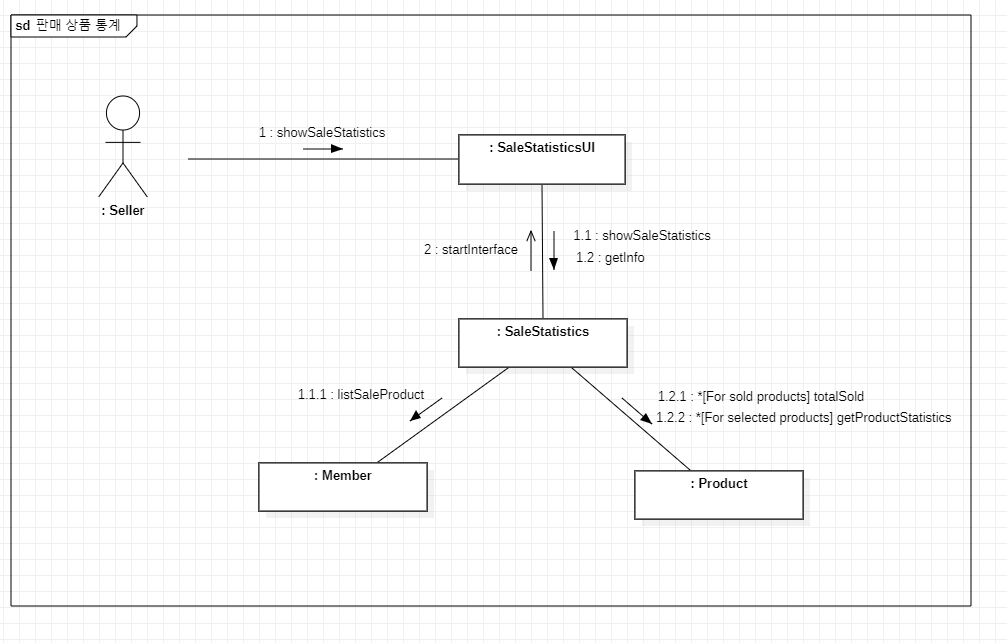 sd 판매 상품 통계
1 : showSaleStatistics
: SaleStatisticsUI
: Seller
2 : startInterface
1.1 : showSaleStatistics
1.2 : getInfo
: SaleStatistics
1.1.1 : listSaleProduct
1.2.1 : *[For sold products] totalSold
1.2.2 : *[For selected products] getProductStatistics
: Member
: Product